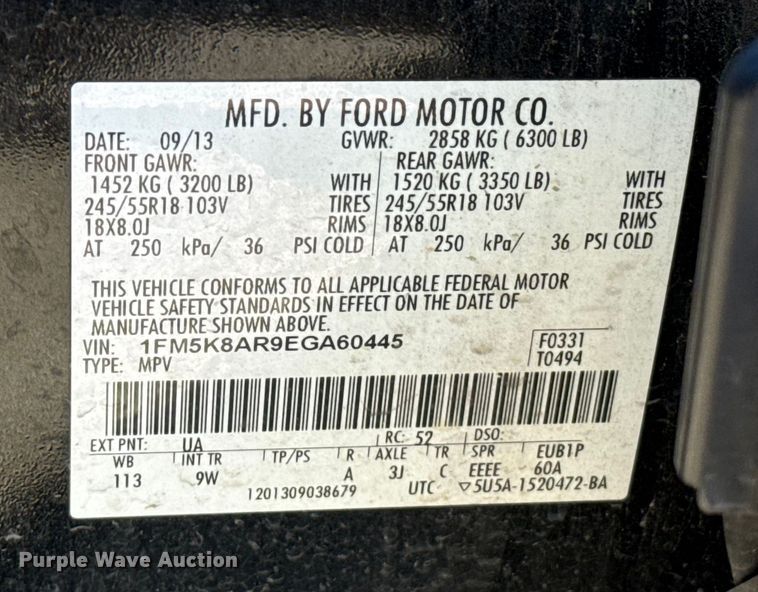 MFD. BY FORD MOTOR CO.
DATE: 09/13 GVWR: 2858 KG ( 6300 LB)
FRONT GAWR: REAR GAWR:
1452 KG ( 3200 LB) WITH 1520 KG ( 3350 LB) WITH
245/55R18 103V TIRES 245/55R18 103V TIRES
18X8.0J RIMS 18X8.0J RIMS
AT 250 kPa/ 36 PSI COLD AT 250 kPa/ 36 PSI COLD
THIS VEHICLE CONFORMS TO ALL APPLICABLE FEDERAL MOTOR
VEHICLE SAFETY STANDARDS IN EFFECT ON THE DATE OF
MANUFACTURE SHOWN ABOVE.
VIN: 1FM5K8AR9EGA60445 F0331
TYPE: MPV T0494
EXT PNT: UA RC: 52 DSO:
WB INT TR TP/PS R AXLE TR SPR EUB1P
113 9W A 3J C EEEE 60A
1201309038679 UTC ▽5U5A-1520472-BA
Purple Wave Auction